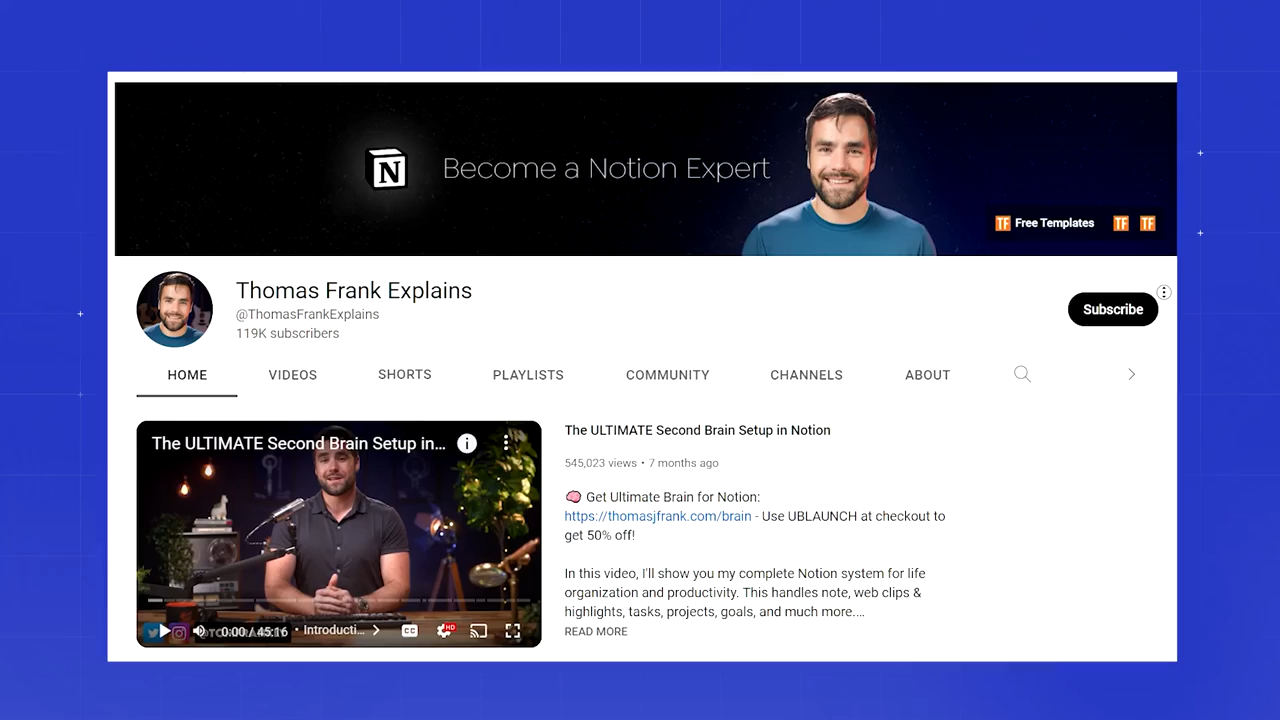 N
Become a Notion Expert
TF Free Templates TF TF
Thomas Frank Explains
@ThomasFrankExplains
119K subscribers
Subscribe
HOME VIDEOS SHORTS PLAYLISTS COMMUNITY CHANNELS ABOUT
The ULTIMATE Second Brain Setup in...
0:00 / 45:16 • Introducti...
CC HD
The ULTIMATE Second Brain Setup in Notion
545,023 views • 7 months ago
🧠 Get Ultimate Brain for Notion:
https://thomasjfrank.com/brain - Use UBLAUNCH at checkout to
get 50% off!
In this video, I'll show you my complete Notion system for life
organization and productivity. This handles note, web clips &
highlights, tasks, projects, goals, and much more....
READ MORE